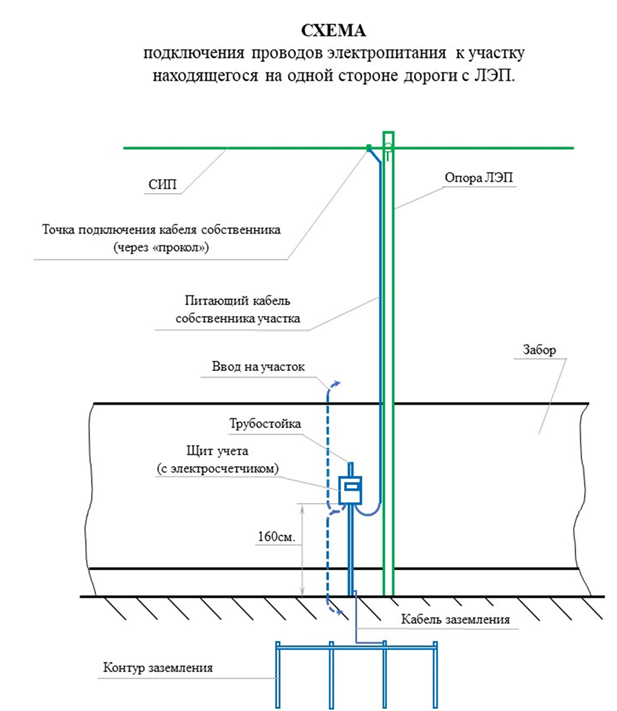 СХЕМА
подключения проводов электропитания к участку
находящегося на одной стороне дороги с ЛЭП.
СИП
Опора ЛЭП
Точка подключения кабеля собственника
(через «прокол»)
Питающий кабель
собственника участка
Забор
Ввод на участок
Трубостойка
Щит учета
(с электросчетчиком)
160см.
Кабель заземления
Контур заземления